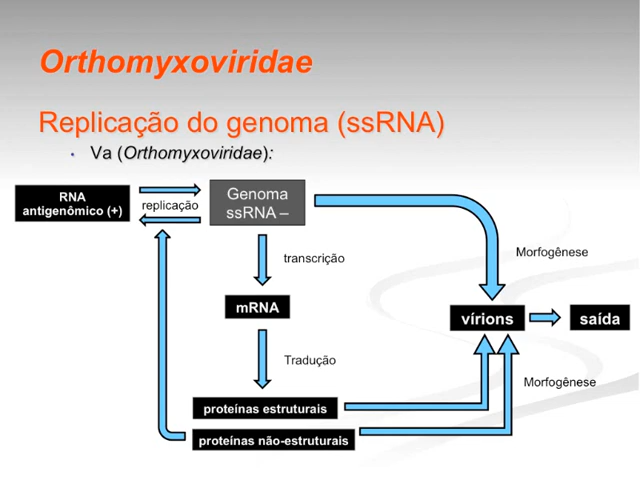 Orthomyxoviridae
Replicação do genoma (ssRNA)
• Va (Orthomyxoviridae):
RNA
antigenômico (+)
replicação
Genoma
ssRNA –
transcrição
Morfogênese
mRNA
vírions
saída
Tradução
Morfogênese
proteínas estruturais
proteínas não-estruturais